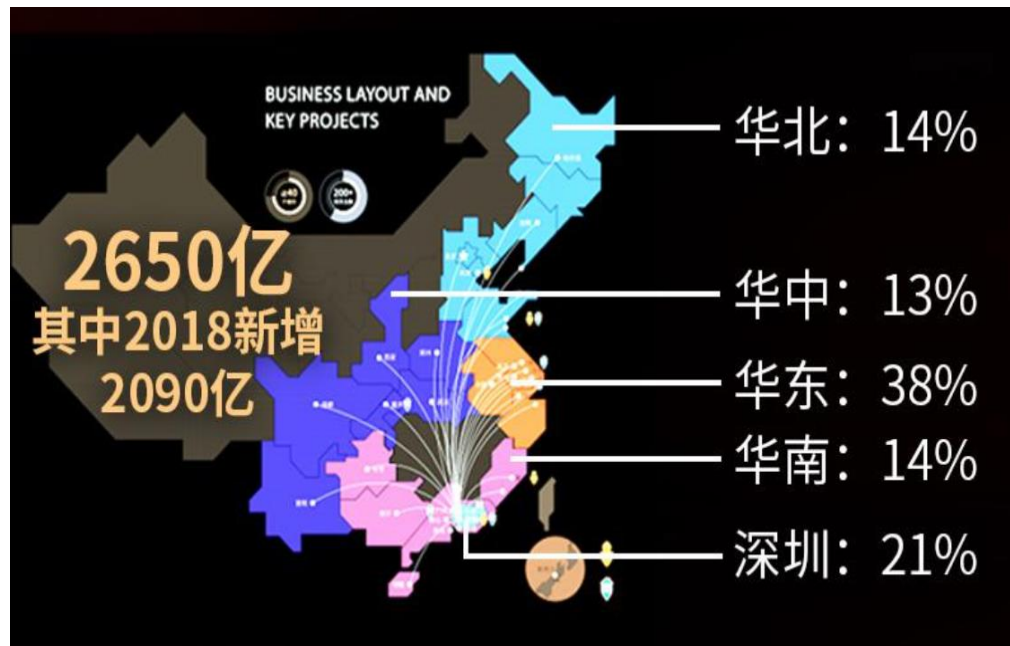 BUSINESS LAYOUT AND
KEY PROJECTS
200+
2650亿
其中2018新增
2090亿
华北：14%
华中：13%
华东：38%
华南：14%
深圳：21%